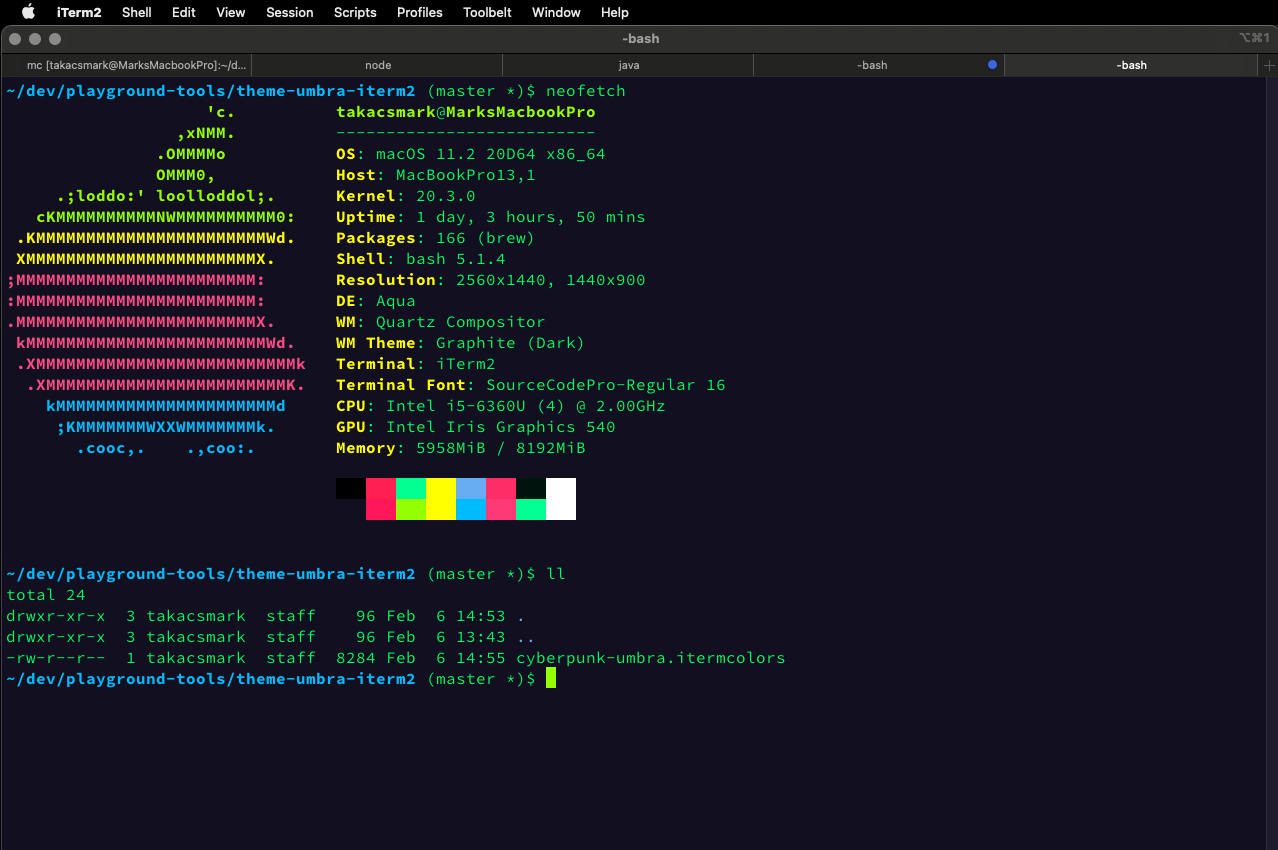 iTerm2 Shell Edit View Session Scripts Profiles Toolbelt Window Help
-bash ⌥⌘1
mc [takacsmark@MarksMacbookPro]:~/d... node java -bash -bash
~/dev/playground-tools/theme-umbra-iterm2 (master *)$ neofetch
                    'c.          takacsmark@MarksMacbookPro
                 ,xNMM.          --------------------------
               .OMMMMo           OS: macOS 11.2 20D64 x86_64
               OMMM0,            Host: MacBookPro13,1
     .;loddo:' loolloddol;.      Kernel: 20.3.0
   cKMMMMMMMMMMNWMMMMMMMMMM0:    Uptime: 1 day, 3 hours, 50 mins
 .KMMMMMMMMMMMMMMMMMMMMMMMWd.    Packages: 166 (brew)
 XMMMMMMMMMMMMMMMMMMMMMMMX.      Shell: bash 5.1.4
;MMMMMMMMMMMMMMMMMMMMMMMM:       Resolution: 2560x1440, 1440x900
:MMMMMMMMMMMMMMMMMMMMMMMM:       DE: Aqua
.MMMMMMMMMMMMMMMMMMMMMMMMX.      WM: Quartz Compositor
 kMMMMMMMMMMMMMMMMMMMMMMMMWd.    WM Theme: Graphite (Dark)
 .XMMMMMMMMMMMMMMMMMMMMMMMMMMk   Terminal: iTerm2
  .XMMMMMMMMMMMMMMMMMMMMMMMMK.   Terminal Font: SourceCodePro-Regular 16
    kMMMMMMMMMMMMMMMMMMMMMMd     CPU: Intel i5-6360U (4) @ 2.00GHz
     ;KMMMMMMMWXXWMMMMMMMk.      GPU: Intel Iris Graphics 540
       .cooc,.    .,coo:.        Memory: 5958MiB / 8192MiB
~/dev/playground-tools/theme-umbra-iterm2 (master *)$ ll
total 24
drwxr-xr-x  3 takacsmark  staff    96 Feb  6 14:53 .
drwxr-xr-x  3 takacsmark  staff    96 Feb  6 13:43 ..
-rw-r--r--  1 takacsmark  staff  8284 Feb  6 14:55 cyberpunk-umbra.itermcolors
~/dev/playground-tools/theme-umbra-iterm2 (master *)$